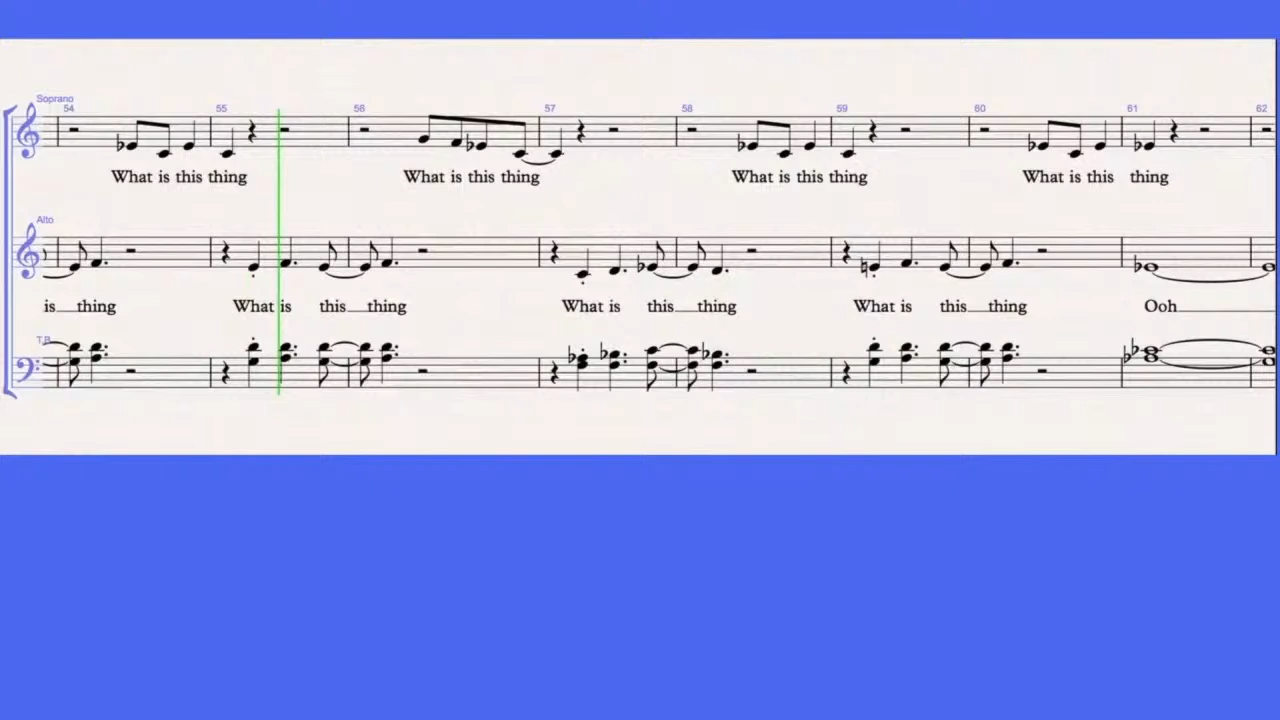 Soprano
54 55 56 57 58 59 60 61 62
What is this thing What is this thing What is this thing What is this thing
Alto
is thing What is this thing What is this thing What is this thing Ooh
T.B.